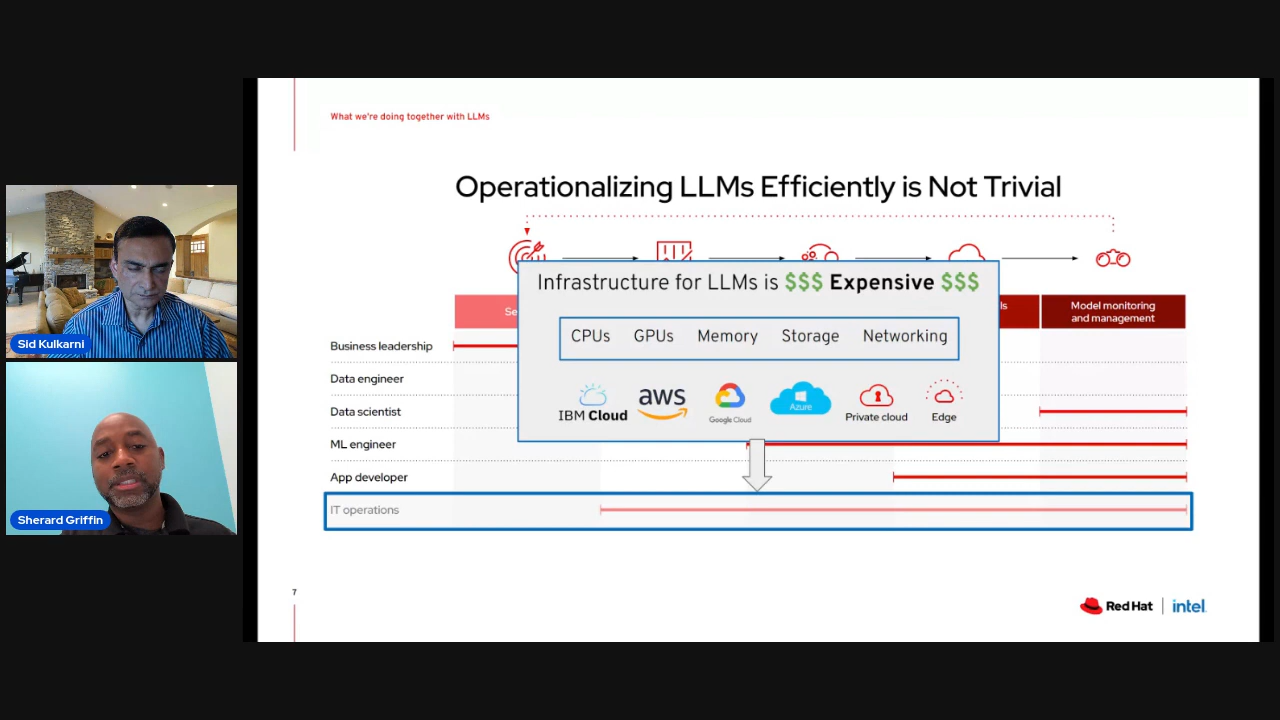 What we're doing together with LLMs
Operationalizing LLMs Efficiently is Not Trivial
Infrastructure for LLMs is $$$ Expensive $$$
CPUs GPUs Memory Storage Networking
IBM Cloud aws Google Cloud Azure Private cloud Edge
Model monitoring
and management
Business leadership
Data engineer
Data scientist
ML engineer
App developer
IT operations
7
Red Hat intel
Sid Kulkarni
Sherard Griffin